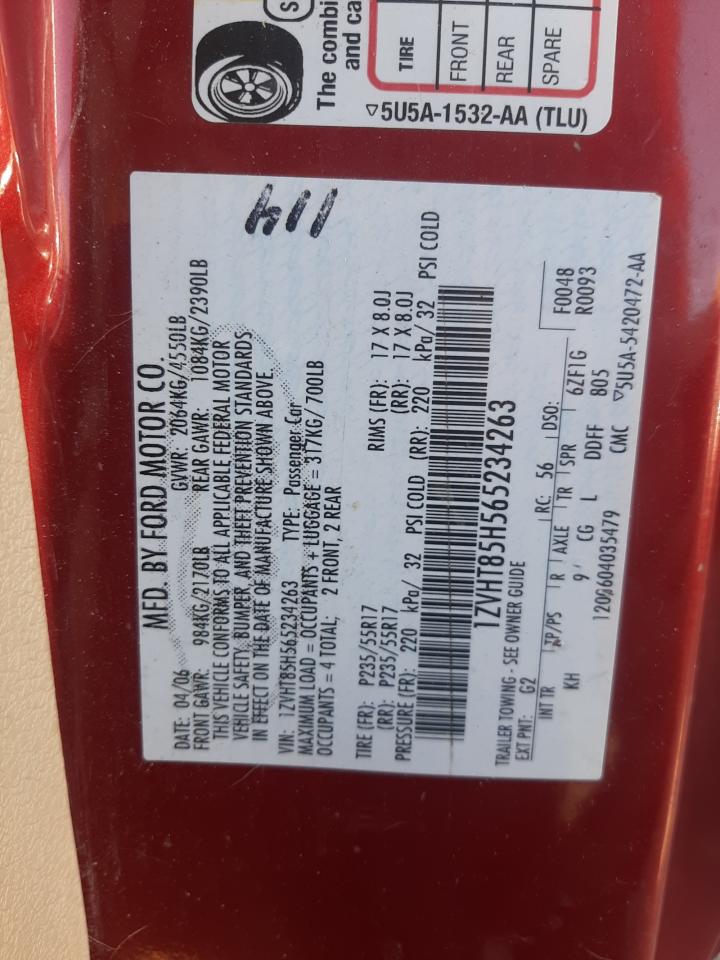 MFD. BY FORD MOTOR CO.
DATE: 04/06 GVWR: 2064KG/4550LB
FRONT GAWR: 984KG/2170LB REAR GAWR: 1084KG/2390LB
THIS VEHICLE CONFORMS TO ALL APPLICABLE FEDERAL MOTOR
VEHICLE SAFETY, BUMPER, AND THEFT PREVENTION STANDARDS
IN EFFECT ON THE DATE OF MANUFACTURE SHOWN ABOVE.
VIN: 1ZVHT85H565234263 TYPE: Passenger Car
MAXIMUM LOAD = OCCUPANTS + LUGGAGE = 317KG/700LB
OCCUPANTS = 4 TOTAL; 2 FRONT, 2 REAR
TIRE (FR): P235/55R17 RIMS (FR): 17 X 8.0J
(RR): P235/55R17 (RR): 17 X 8.0J
PRESSURE (FR): 220 kPa/ 32 PSI COLD (RR): 220 kPa/ 32 PSI COLD
1ZVHT85H565234263
TRAILER TOWING - SEE OWNER GUIDE
EXT PNT: G2 RC: 56 DSO: F0048
R0093
INT TR TP/PS R AXLE TR SPR 6ZF1G
KH 9 CG L DDFF 805
CMC ▽5U5A-5420472-AA
The combi
and ca
TIRE
FRONT
REAR
SPARE
▽5U5A-1532-AA (TLU)